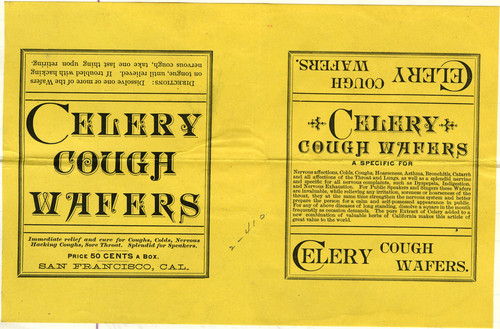 DIRECTIONS: Dissolve one or more of the Wafers
on tongue, until relieved. If troubled with hacking
nervous cough, take one last thing upon retiring.
CELERY
COUGH
WAFERS
Immediate relief and cure for Coughs, Colds, Nervous
Hacking Coughs, Sore Throat. Splendid for Speakers.
PRICE 50 CENTS A BOX.
SAN FRANCISCO, CAL.
CELERY COUGH
WAFERS.
CELERY
COUGH WAFERS
A SPECIFIC FOR
Nervous affections, Colds, Coughs, Hoarseness, Asthma, Bronchitis, Catarrh
and all affections of the Throat and Lungs, as well as a splendid nervine
and specific for all nervous complaints, such as Dyspepsia, Indigestion,
and Nervous Exhaustion. For Public Speakers and Singers these Wafers
are invaluable, while relieving any irritation, soreness or hoarseness of the
throat, they at the same time strengthen the nervous system and better
prepare the person for a calm and self-possessed appearance in public.
For any of above diseases of long standing, dissolve a wafer in the mouth
frequently as occasion demands. The pure Extract of Celery added to a
new combination of valuable herbs of California makes this article of
great value to the world.
CELERY COUGH
WAFERS.